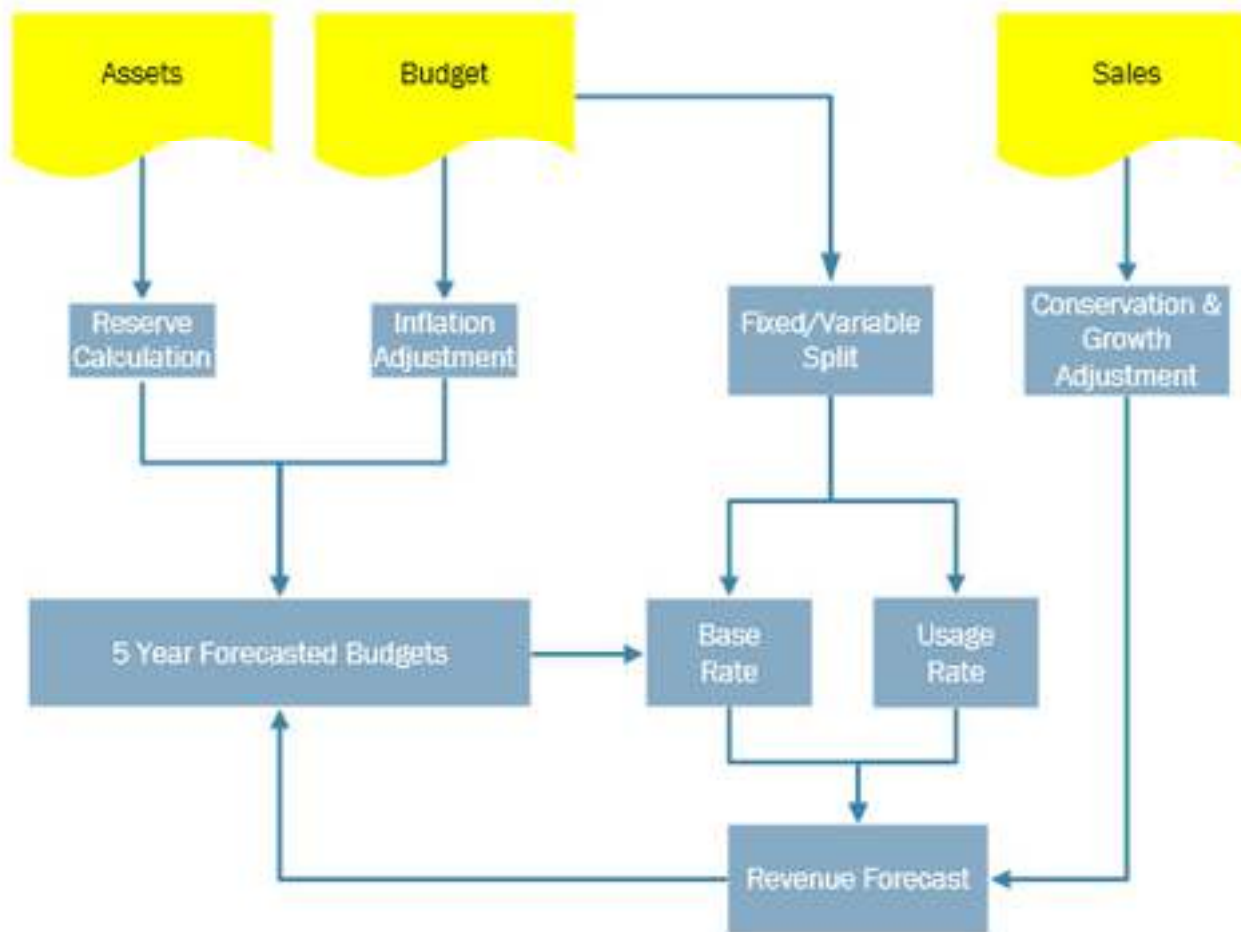 Assets
Budget
Sales
Reserve
Calculation
Inflation
Adjustment
Fixed/Variable
Split
Conservation &
Growth
Adjustment
5 Year Forecasted Budgets
Base
Rate
Usage
Rate
Revenue Forecast